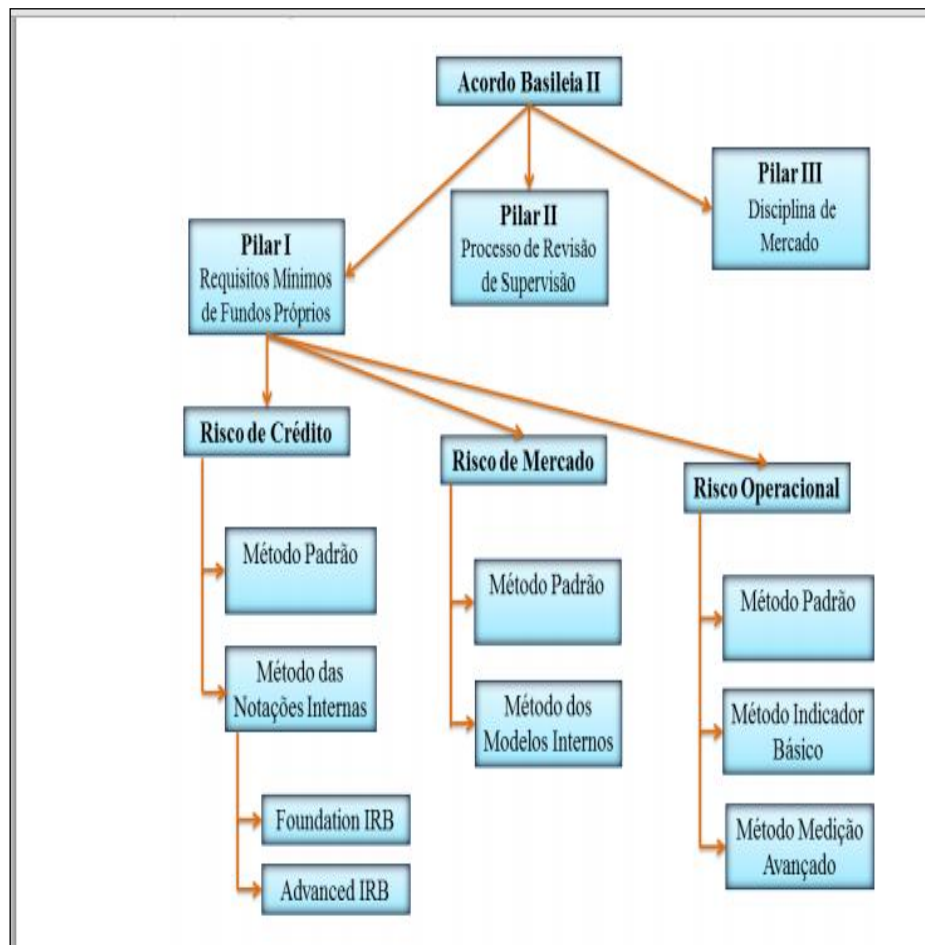 Acordo Basileia II
Pilar I
Requisitos Mínimos
de Fundos Próprios
Pilar II
Processo de Revisão
de Supervisão
Pilar III
Disciplina de
Mercado
Risco de Crédito
Método Padrão
Método das
Notações Internas
Foundation IRB
Advanced IRB
Risco de Mercado
Método Padrão
Método dos
Modelos Internos
Risco Operacional
Método Padrão
Método Indicador
Básico
Método Medição
Avançado